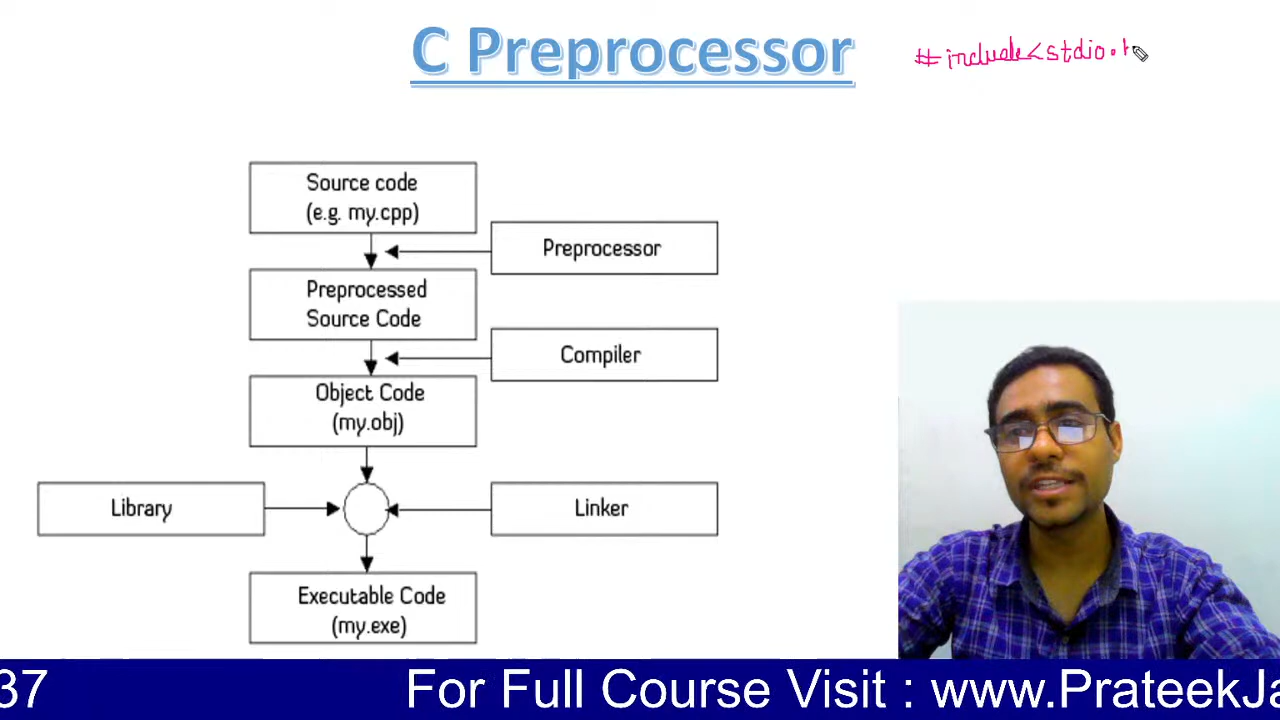 C Preprocessor
#include<stdio.h
Source code
(e.g. my.cpp)
Preprocessor
Preprocessed
Source Code
Compiler
Object Code
(my.obj)
Library
Linker
Executable Code
(my.exe)
37 For Full Course Visit : www.PrateekJa